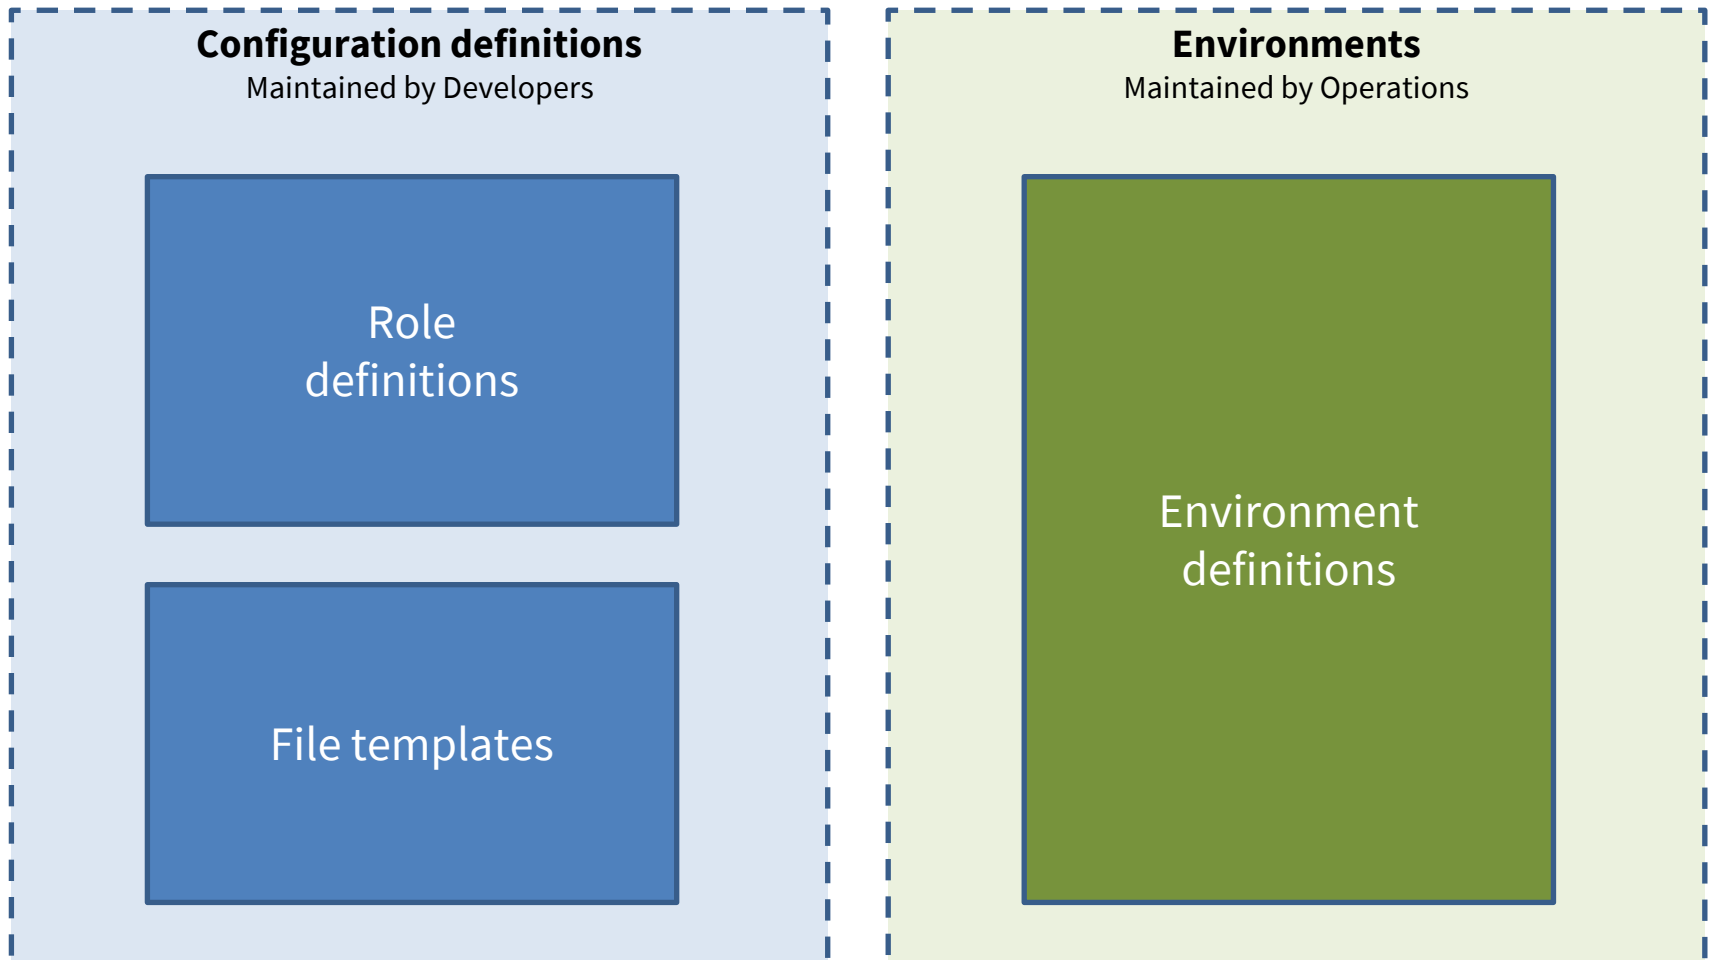 Configuration definitions
Maintained by Developers
Role
definitions
File templates
Environments
Maintained by Operations
Environment
definitions